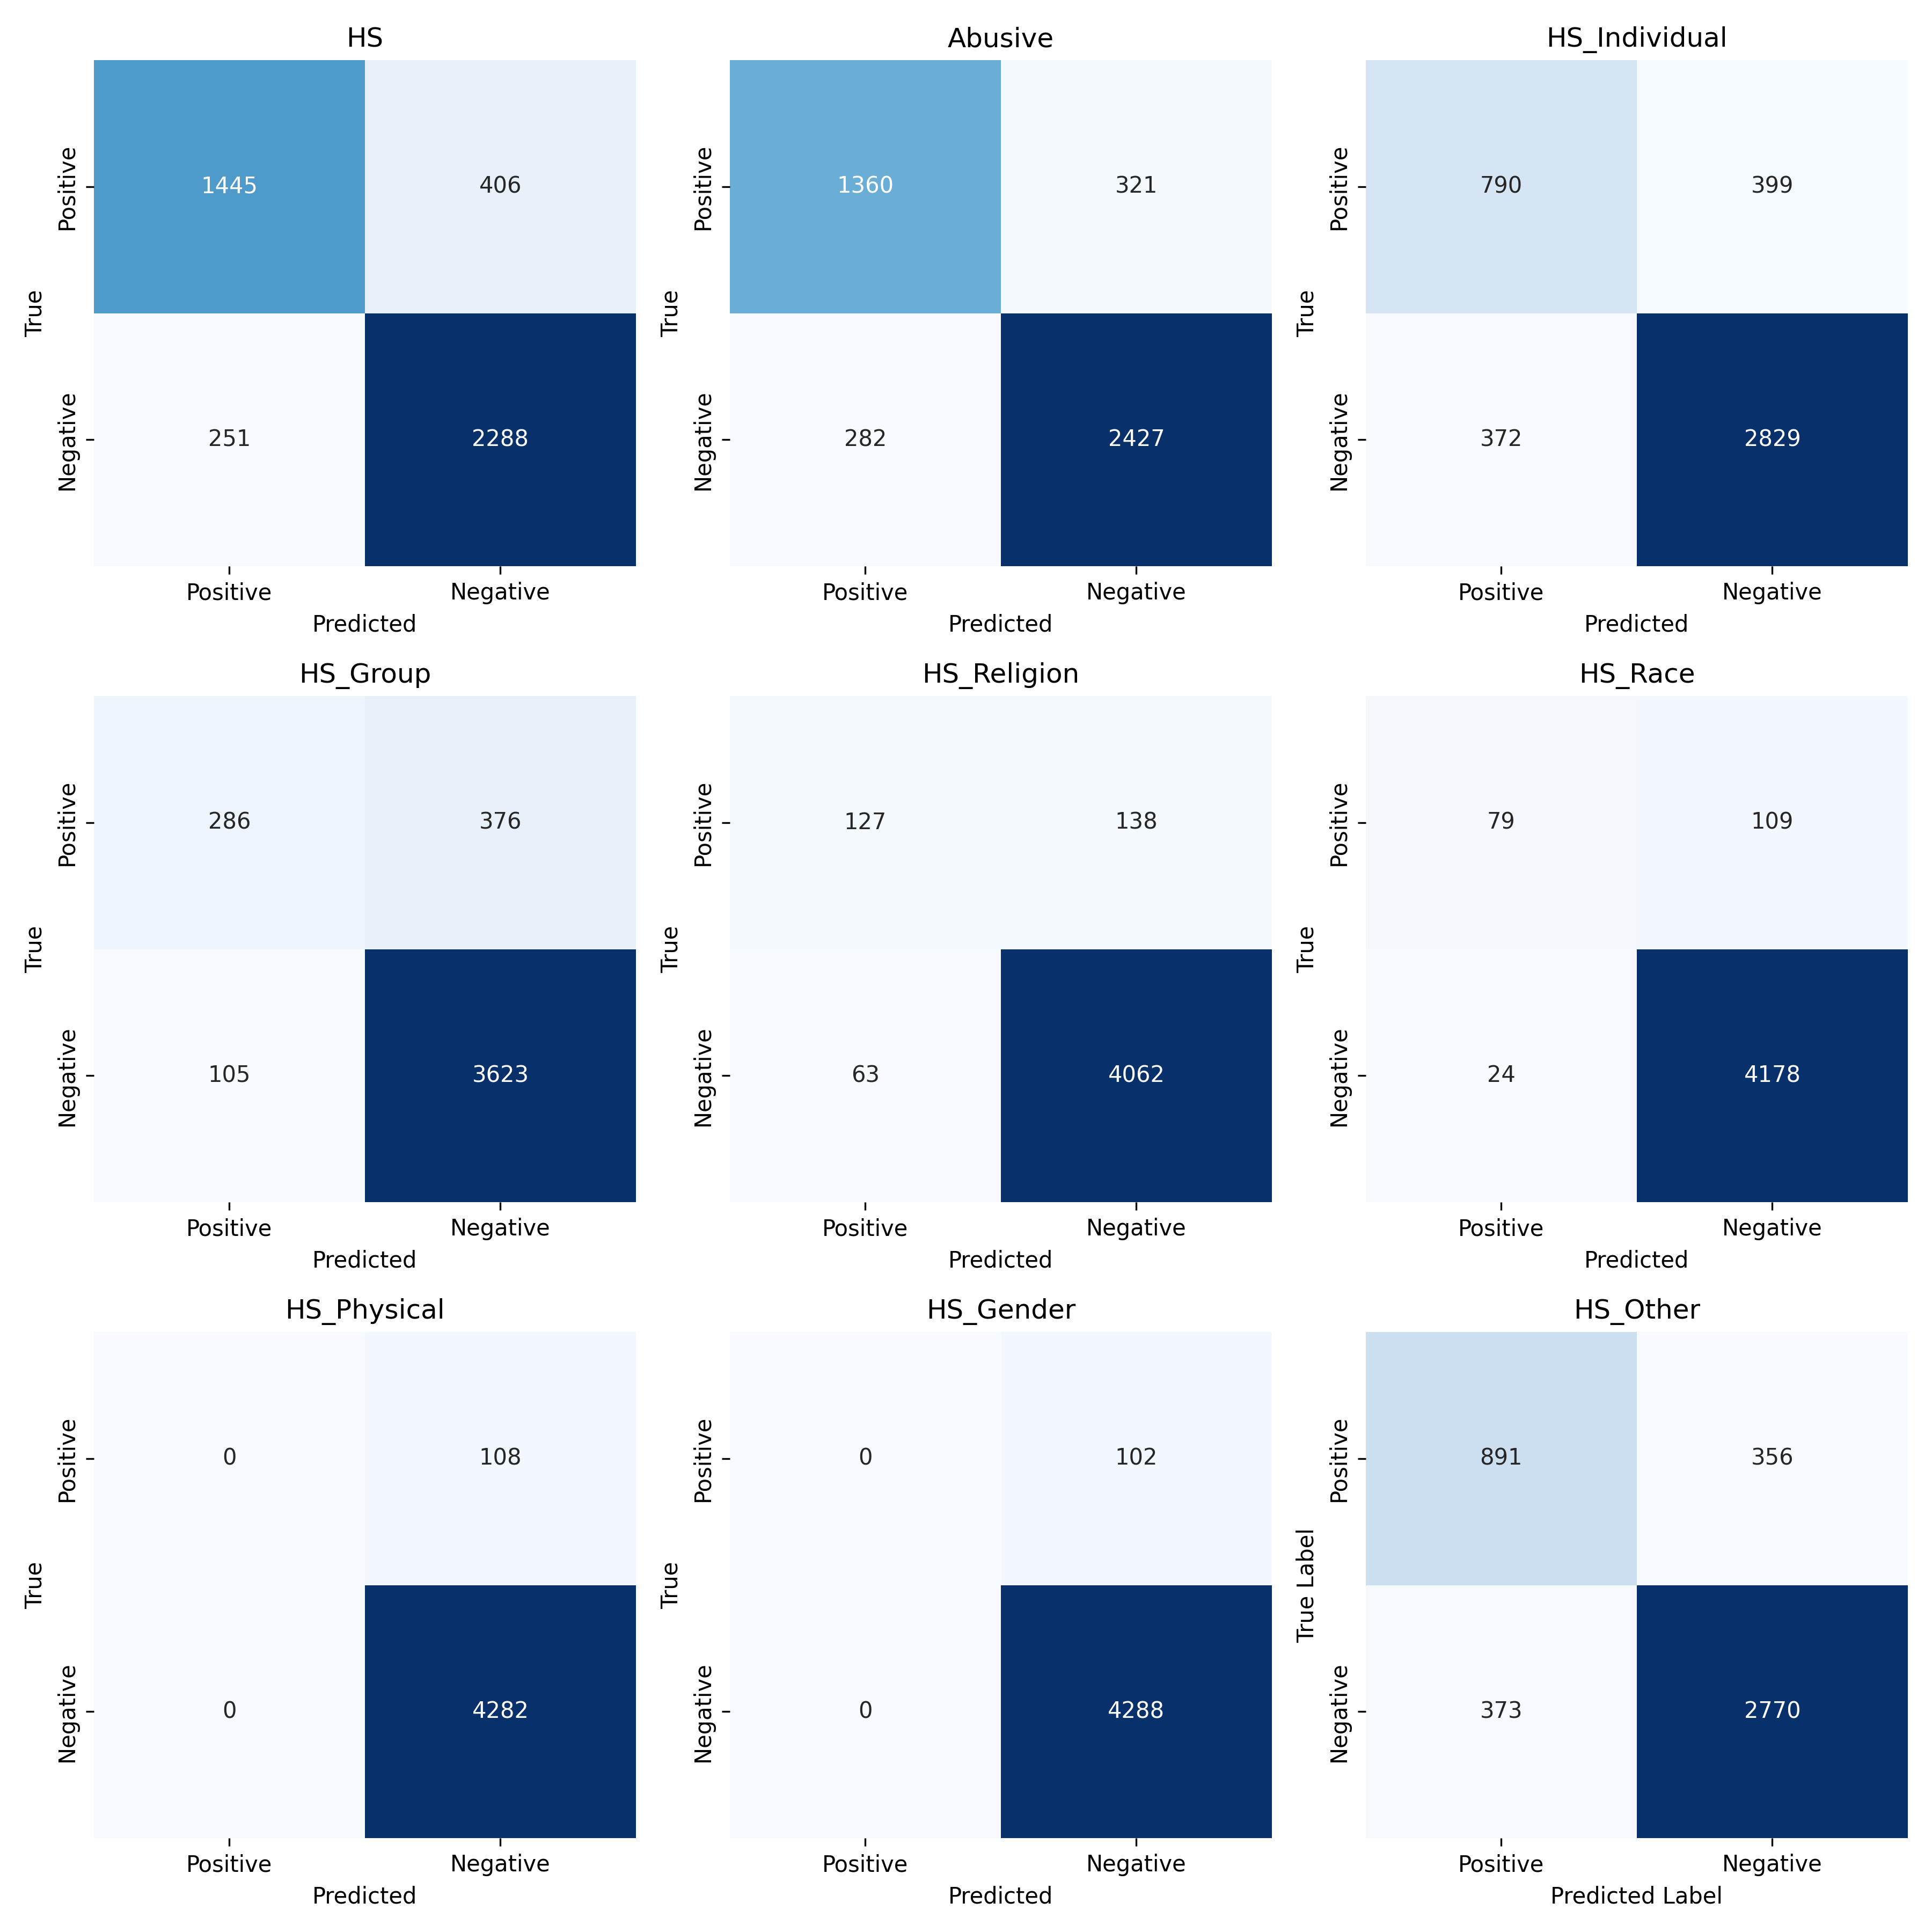 HS
Abusive
HS_Individual
True
Positive
1445
406
Negative
251
2288
Positive
Negative
Predicted
True
Positive
1360
321
Negative
282
2427
Positive
Negative
Predicted
True
Positive
790
399
Negative
372
2829
Positive
Negative
Predicted
HS_Group
HS_Religion
HS_Race
True
Positive
286
376
Negative
105
3623
Positive
Negative
Predicted
True
Positive
127
138
Negative
63
4062
Positive
Negative
Predicted
True
Positive
79
109
Negative
24
4178
Positive
Negative
Predicted
HS_Physical
HS_Gender
HS_Other
True
Positive
0
108
Negative
0
4282
Positive
Negative
Predicted
True
Positive
0
102
Negative
0
4288
Positive
Negative
Predicted
True Label
Positive
891
356
Negative
373
2770
Positive
Negative
Predicted Label